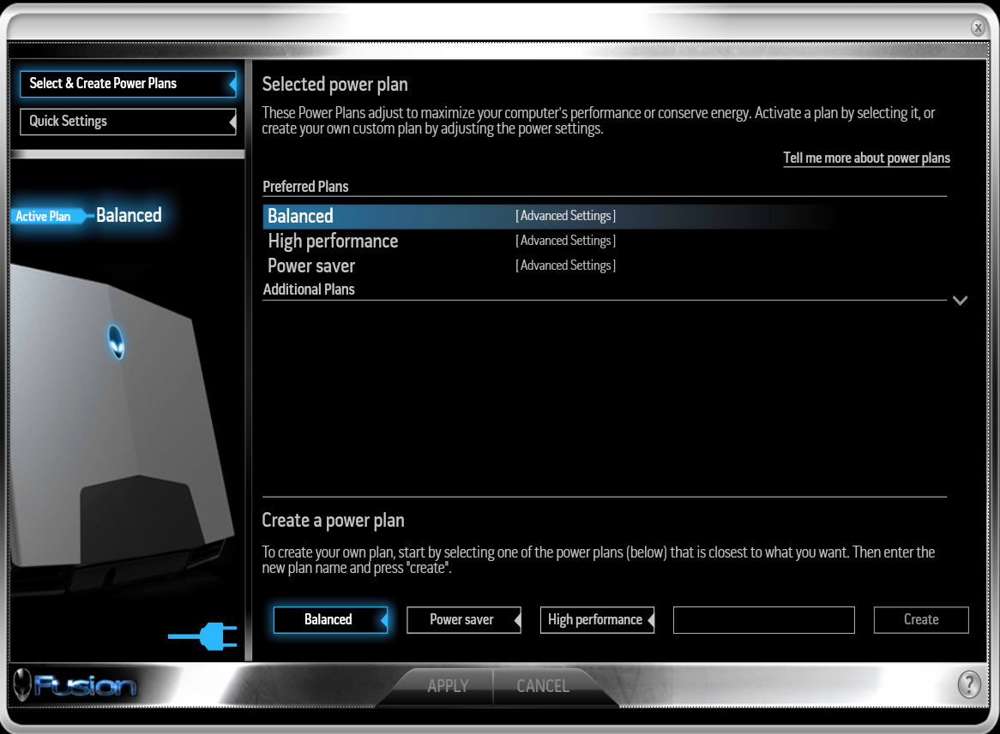 X
Select & Create Power Plans
Quick Settings
Active Plan Balanced
Selected power plan
These Power Plans adjust to maximize your computer's performance or conserve energy. Activate a plan by selecting it, or
create your own custom plan by adjusting the power settings.
Tell me more about power plans
Preferred Plans
Balanced [ Advanced Settings ]
High performance [ Advanced Settings ]
Power saver [ Advanced Settings ]
Additional Plans
Create a power plan
To create your own plan, start by selecting one of the power plans (below) that is closest to what you want. Then enter the
new plan name and press "create".
Balanced Power saver High performance Create
Fusion APPLY CANCEL ?